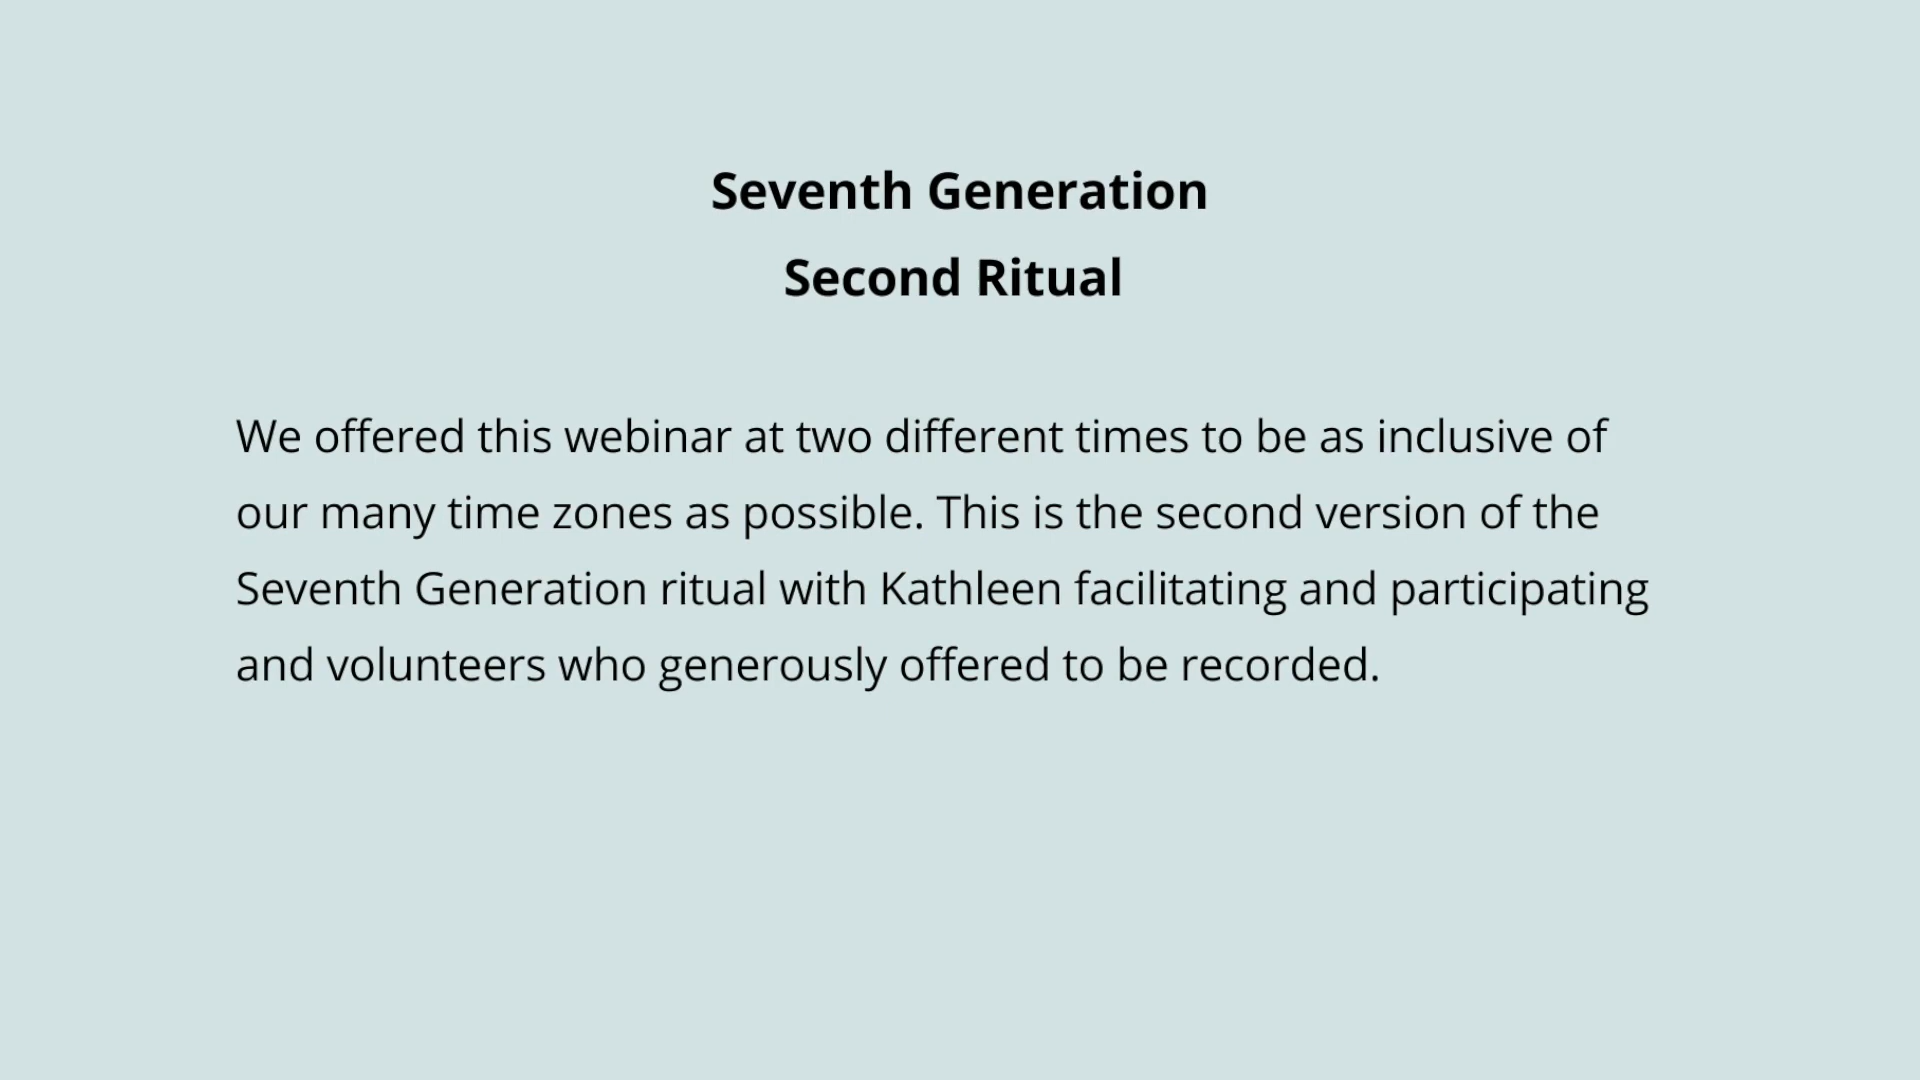 Seventh Generation
Second Ritual
We offered this webinar at two different times to be as inclusive of
our many time zones as possible. This is the second version of the
Seventh Generation ritual with Kathleen facilitating and participating
and volunteers who generously offered to be recorded.